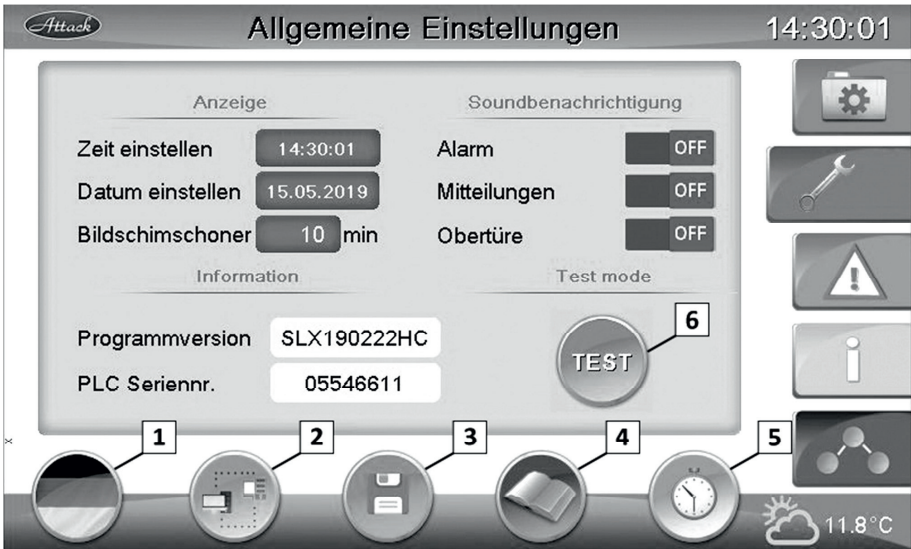 Attack
Allgemeine Einstellungen
14:30:01
Anzeige
Soundbenachrichtigung
Zeit einstellen 14:30:01
Alarm OFF
Datum einstellen 15.05.2019
Mitteilungen OFF
Bildschimschoner 10 min
Obertüre OFF
Information
Test mode
Programmversion SLX190222HC
6
TEST
PLC Seriennr. 05546611
1 2 3 4 5
11.8°C